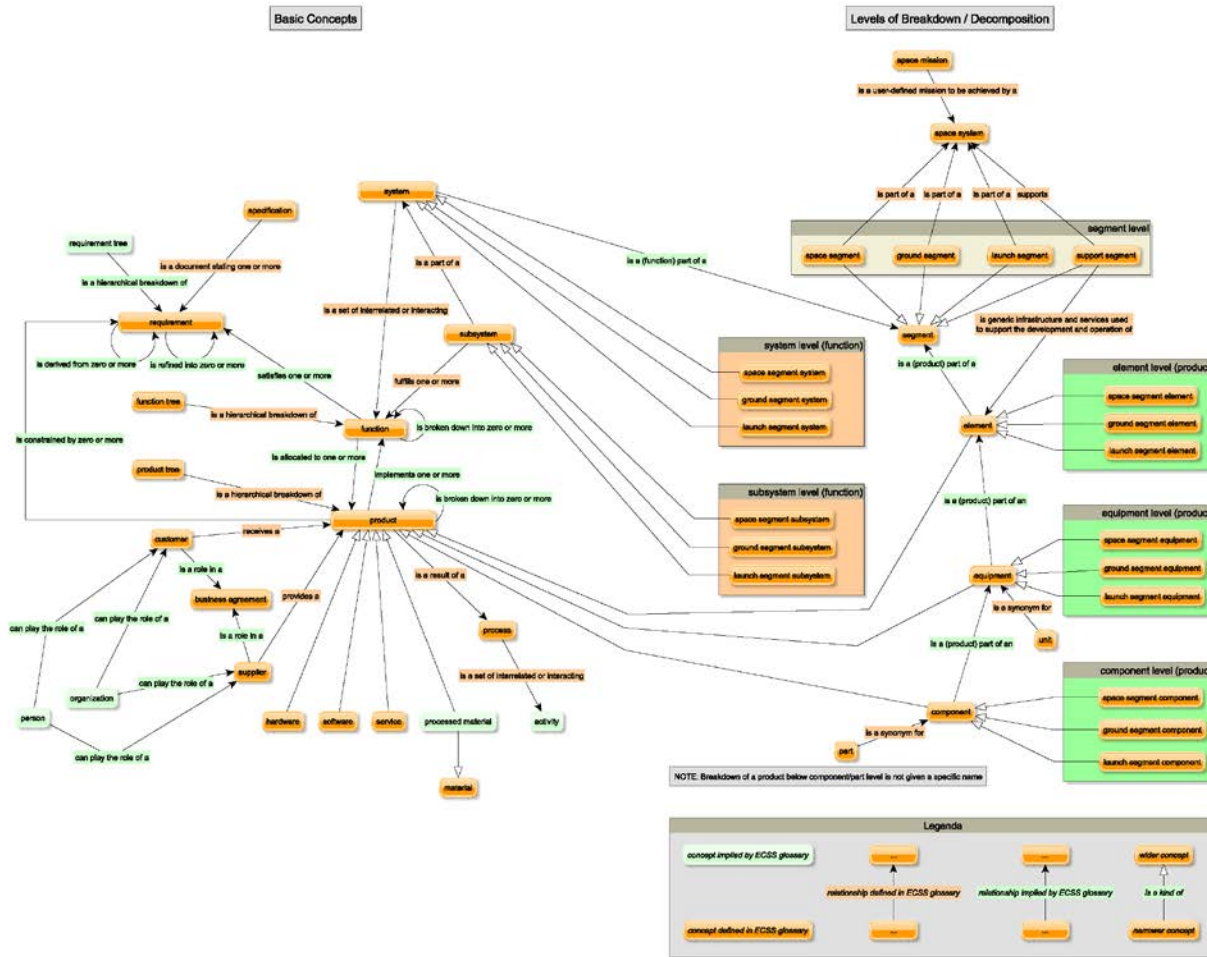 Basic Concepts
Levels of Breakdown / Decomposition
space mission
is a user-defined mission to be achieved by a
space system
is part of a
is part of a
is part of a
supports
segment level
space segment
ground segment
launch segment
support segment
system
specification
requirement tree
is a document stating one or more
is a hierarchical breakdown of
is a part of a
is a (function) part of a
is a set of interrelated or interacting
requirement
subsystem
segment
is generic infrastructure and services used
to support the development and operation of
is derived from zero or more
is refined into zero or more
satisfies one or more
fulfills one or more
is a (product) part of a
system level (function)
space segment system
ground segment system
launch segment system
element level (produc
space segment element
ground segment element
launch segment element
element
function tree
is a hierarchical breakdown of
function
is broken down into zero or more
is constrained by zero or more
is allocated to one or more
implements one or more
product tree
is a hierarchical breakdown of
is broken down into zero or more
product
is a (product) part of an
subsystem level (function)
space segment subsystem
ground segment subsystem
launch segment subsystem
equipment level (produc
space segment equipment
ground segment equipment
launch segment equipment
equipment
is a synonym for
unit
customer
receives a
is a role in a
business agreement
provides a
is a result of a
can play the role of a
can play the role of a
is a role in a
process
is a (product) part of an
supplier
can play the role of a
organization
person
can play the role of a
is a set of interrelated or interacting
hardware
software
service
processed material
activity
material
component level (produc
space segment component
ground segment component
launch segment component
component
is a synonym for
part
NOTE: Breakdown of a product below component/part level is not given a specific name
Legenda
concept implied by ECSS glossary
...
...
wider concept
relationship defined in ECSS glossary
relationship implied by ECSS glossary
is a kind of
concept defined in ECSS glossary
...
...
narrower concept